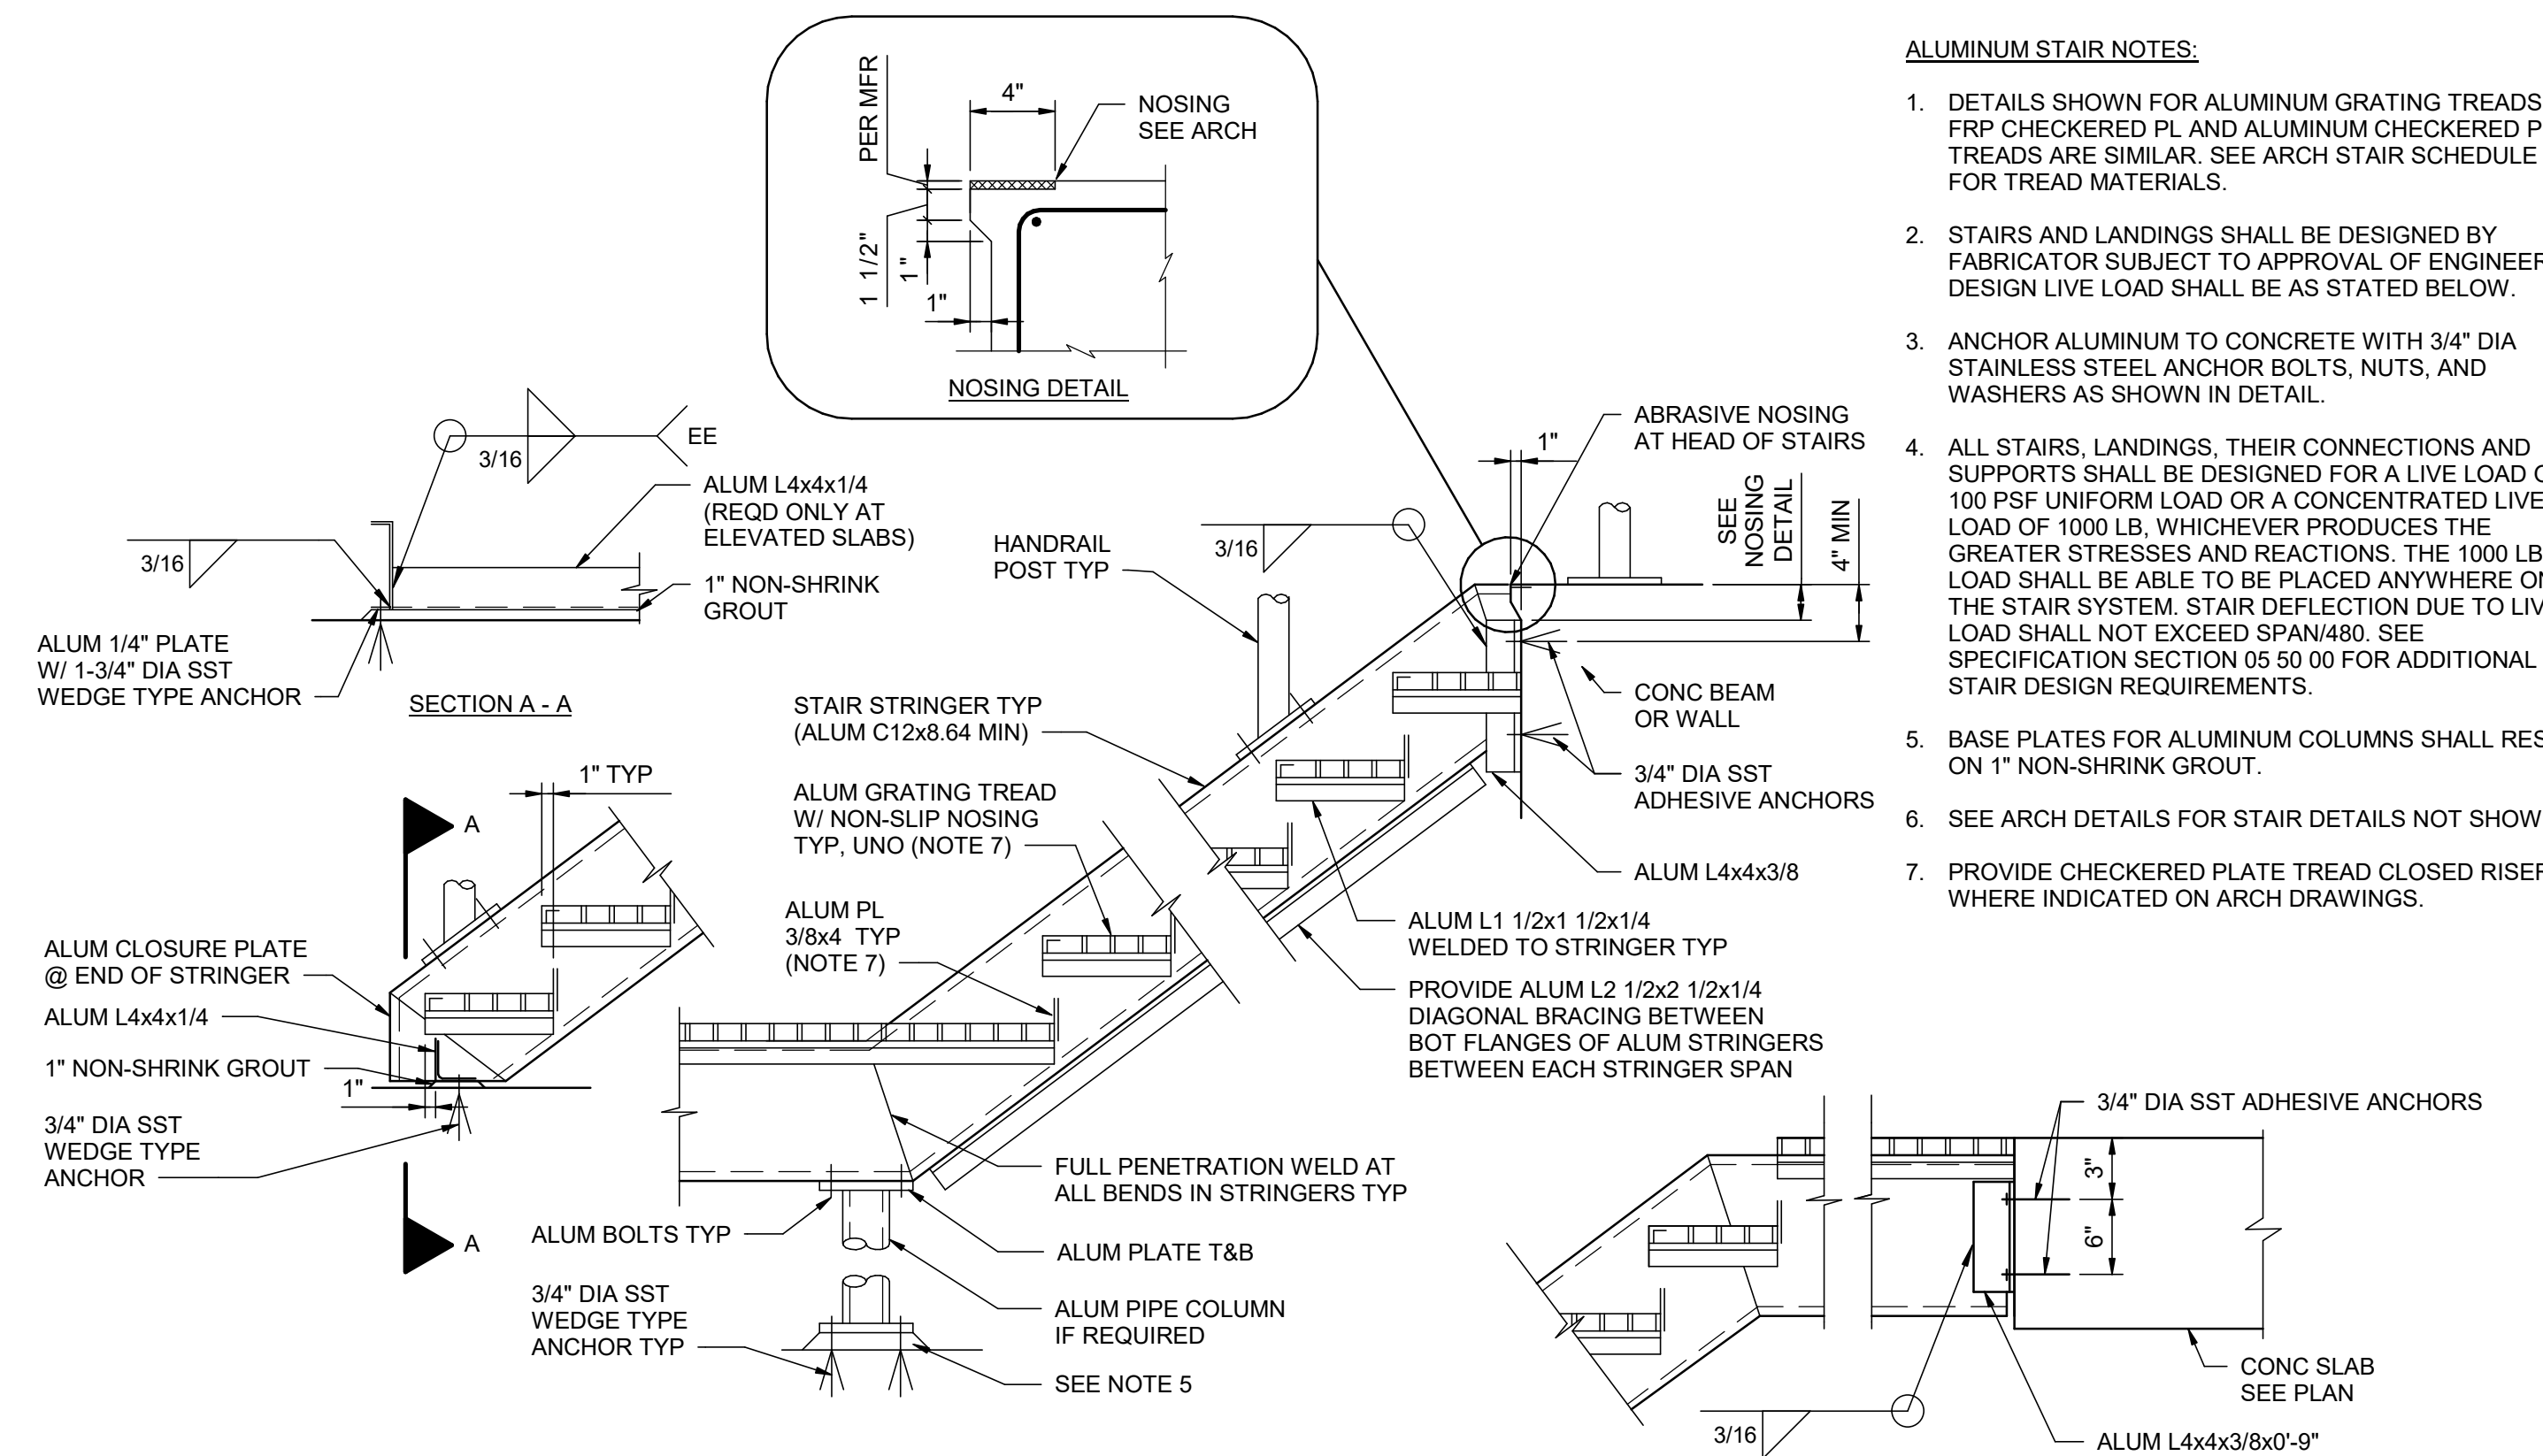 PER MFR
4"
NOSING
SEE ARCH
1 1/2"
1"
1"
NOSING DETAIL
3/16
EE
3/16
ALUM L4x4x1/4
(REQD ONLY AT
ELEVATED SLABS)
1" NON-SHRINK
GROUT
ALUM 1/4" PLATE
W/ 1-3/4" DIA SST
WEDGE TYPE ANCHOR
SECTION A - A
1" TYP
A
ALUM CLOSURE PLATE
@ END OF STRINGER
ALUM L4x4x1/4
1" NON-SHRINK GROUT
1"
3/4" DIA SST
WEDGE TYPE
ANCHOR
A
HANDRAIL
POST TYP
3/16
STAIR STRINGER TYP
(ALUM C12x8.64 MIN)
ALUM GRATING TREAD
W/ NON-SLIP NOSING
TYP, UNO (NOTE 7)
ALUM PL
3/8x4 TYP
(NOTE 7)
1"
ABRASIVE NOSING
AT HEAD OF STAIRS
SEE
NOSING
DETAIL
4" MIN
CONC BEAM
OR WALL
3/4" DIA SST
ADHESIVE ANCHORS
ALUM L4x4x3/8
ALUM L1 1/2x1 1/2x1/4
WELDED TO STRINGER TYP
PROVIDE ALUM L2 1/2x2 1/2x1/4
DIAGONAL BRACING BETWEEN
BOT FLANGES OF ALUM STRINGERS
BETWEEN EACH STRINGER SPAN
FULL PENETRATION WELD AT
ALL BENDS IN STRINGERS TYP
ALUM BOLTS TYP
ALUM PLATE T&B
3/4" DIA SST
WEDGE TYPE
ANCHOR TYP
ALUM PIPE COLUMN
IF REQUIRED
SEE NOTE 5
3/4" DIA SST ADHESIVE ANCHORS
3"
6"
CONC SLAB
SEE PLAN
3/16
ALUM L4x4x3/8x0'-9"
ALUMINUM STAIR NOTES:
1. DETAILS SHOWN FOR ALUMINUM GRATING TREADS
FRP CHECKERED PL AND ALUMINUM CHECKERED
TREADS ARE SIMILAR. SEE ARCH STAIR SCHEDULE
FOR TREAD MATERIALS.
2. STAIRS AND LANDINGS SHALL BE DESIGNED BY
FABRICATOR SUBJECT TO APPROVAL OF ENGINEER
DESIGN LIVE LOAD SHALL BE AS STATED BELOW.
3. ANCHOR ALUMINUM TO CONCRETE WITH 3/4" DIA
STAINLESS STEEL ANCHOR BOLTS, NUTS, AND
WASHERS AS SHOWN IN DETAIL.
4. ALL STAIRS, LANDINGS, THEIR CONNECTIONS AND
SUPPORTS SHALL BE DESIGNED FOR A LIVE LOAD
100 PSF UNIFORM LOAD OR A CONCENTRATED LIVE
LOAD OF 1000 LB, WHICHEVER PRODUCES THE
GREATER STRESSES AND REACTIONS. THE 1000 LB
LOAD SHALL BE ABLE TO BE PLACED ANYWHERE
THE STAIR SYSTEM. STAIR DEFLECTION DUE TO
LOAD SHALL NOT EXCEED SPAN/480. SEE
SPECIFICATION SECTION 05 50 00 FOR ADDITIONAL
STAIR DESIGN REQUIREMENTS.
5. BASE PLATES FOR ALUMINUM COLUMNS SHALL
ON 1" NON-SHRINK GROUT.
6. SEE ARCH DETAILS FOR STAIR DETAILS NOT
7. PROVIDE CHECKERED PLATE TREAD CLOSED RISER
WHERE INDICATED ON ARCH DRAWINGS.